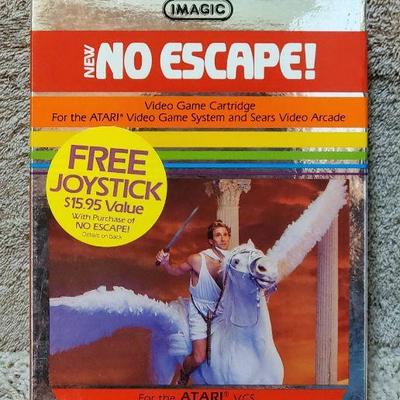 IMAGIC
NEW NO ESCAPE!
Video Game Cartridge
For the ATARI® Video Game System and Sears Video Arcade
FREE
JOYSTICK
$15.95 Value
With Purchase of
NO ESCAPE!
Details on back
For the ATARI® VCS